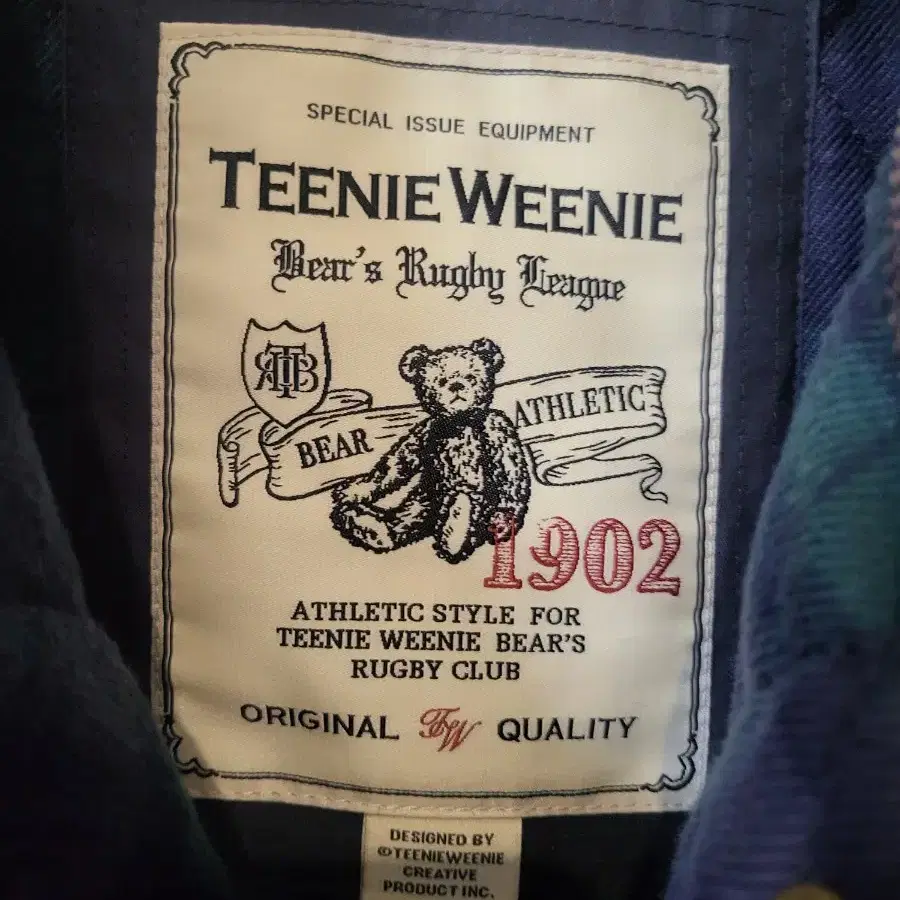 SPECIAL ISSUE EQUIPMENT
TEENIE WEENIE
Bear's Rugby League
BEAR ATHLETIC
1902
ATHLETIC STYLE FOR
TEENIE WEENIE BEAR'S
RUGBY CLUB
ORIGINAL TW QUALITY
DESIGNED BY
©TEENIEWEENIE
CREATIVE
PRODUCT INC.